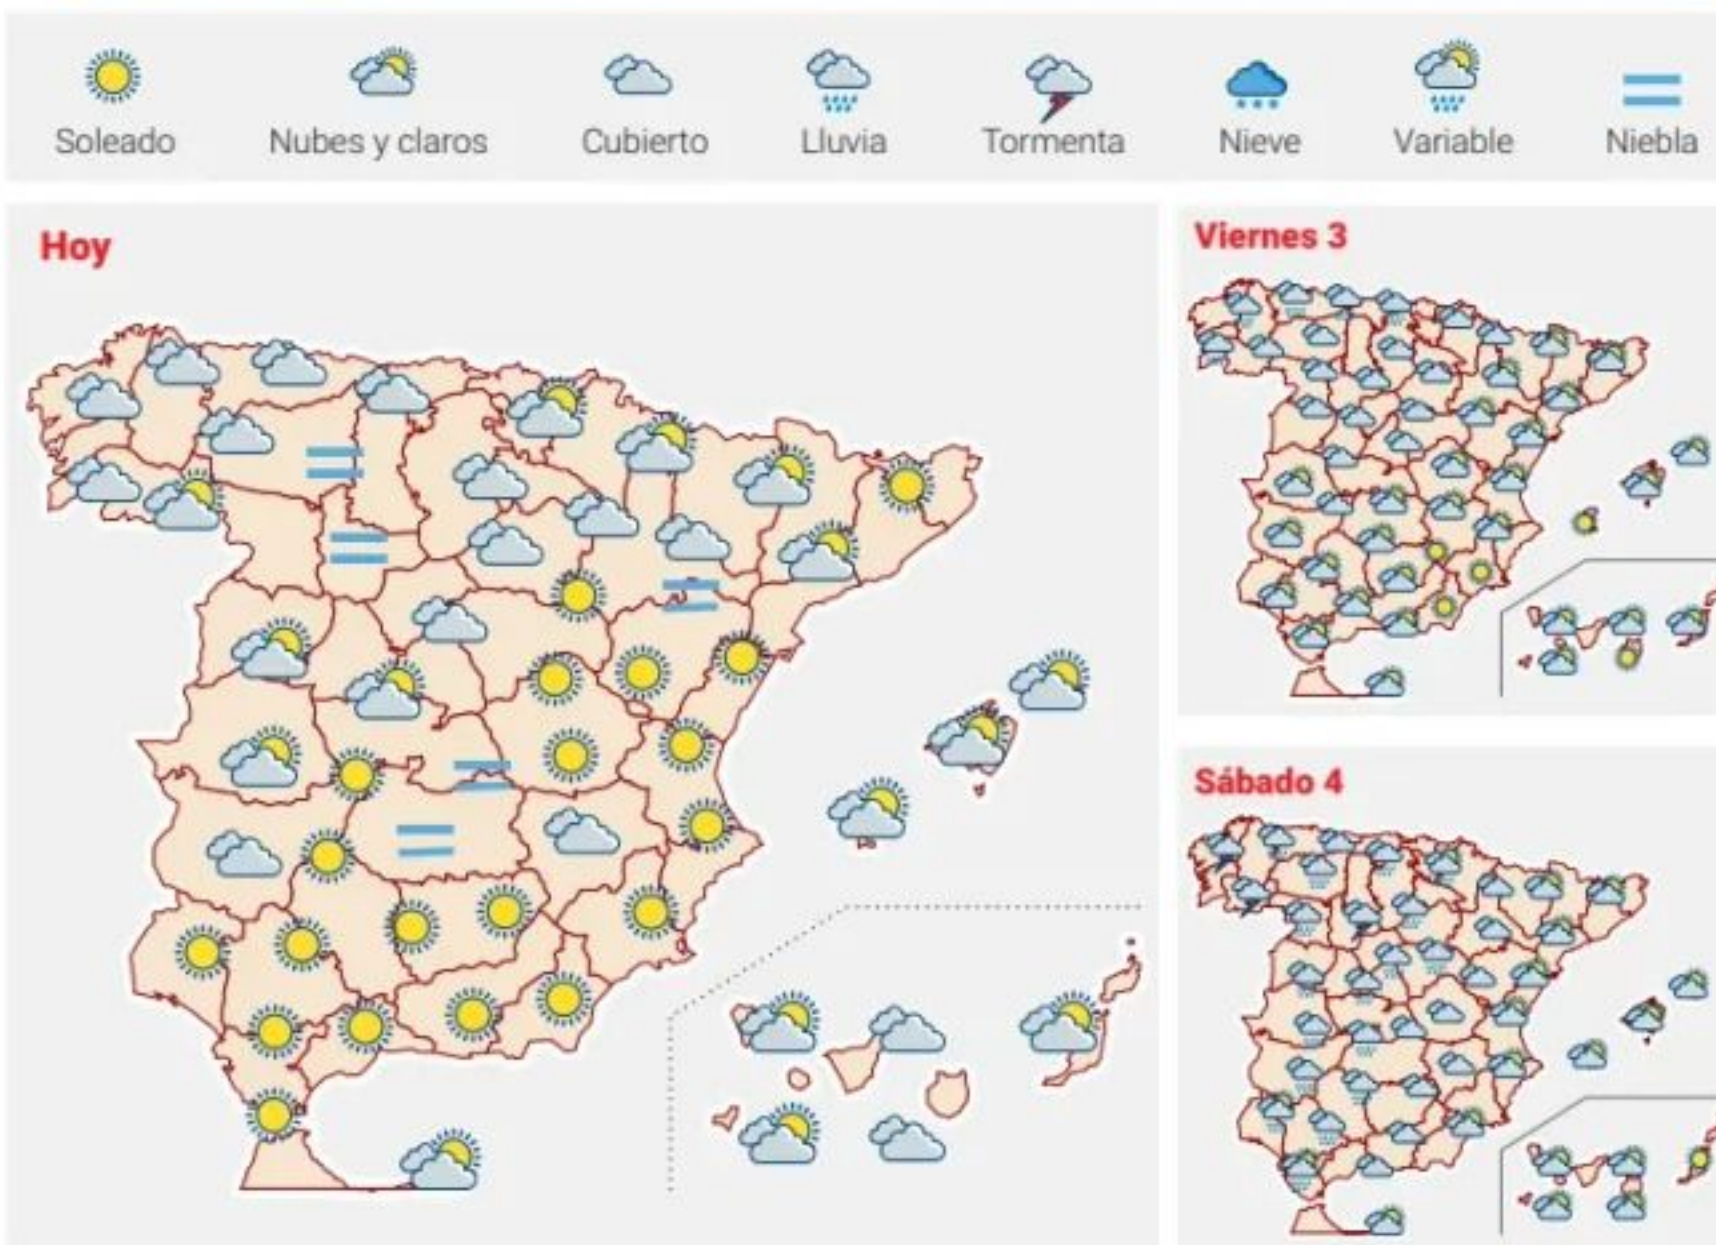 Soleado
Nubes y claros
Cubierto
Lluvia
Tormenta
Nieve
Variable
Niebla
Hoy
Viernes 3
Sábado 4